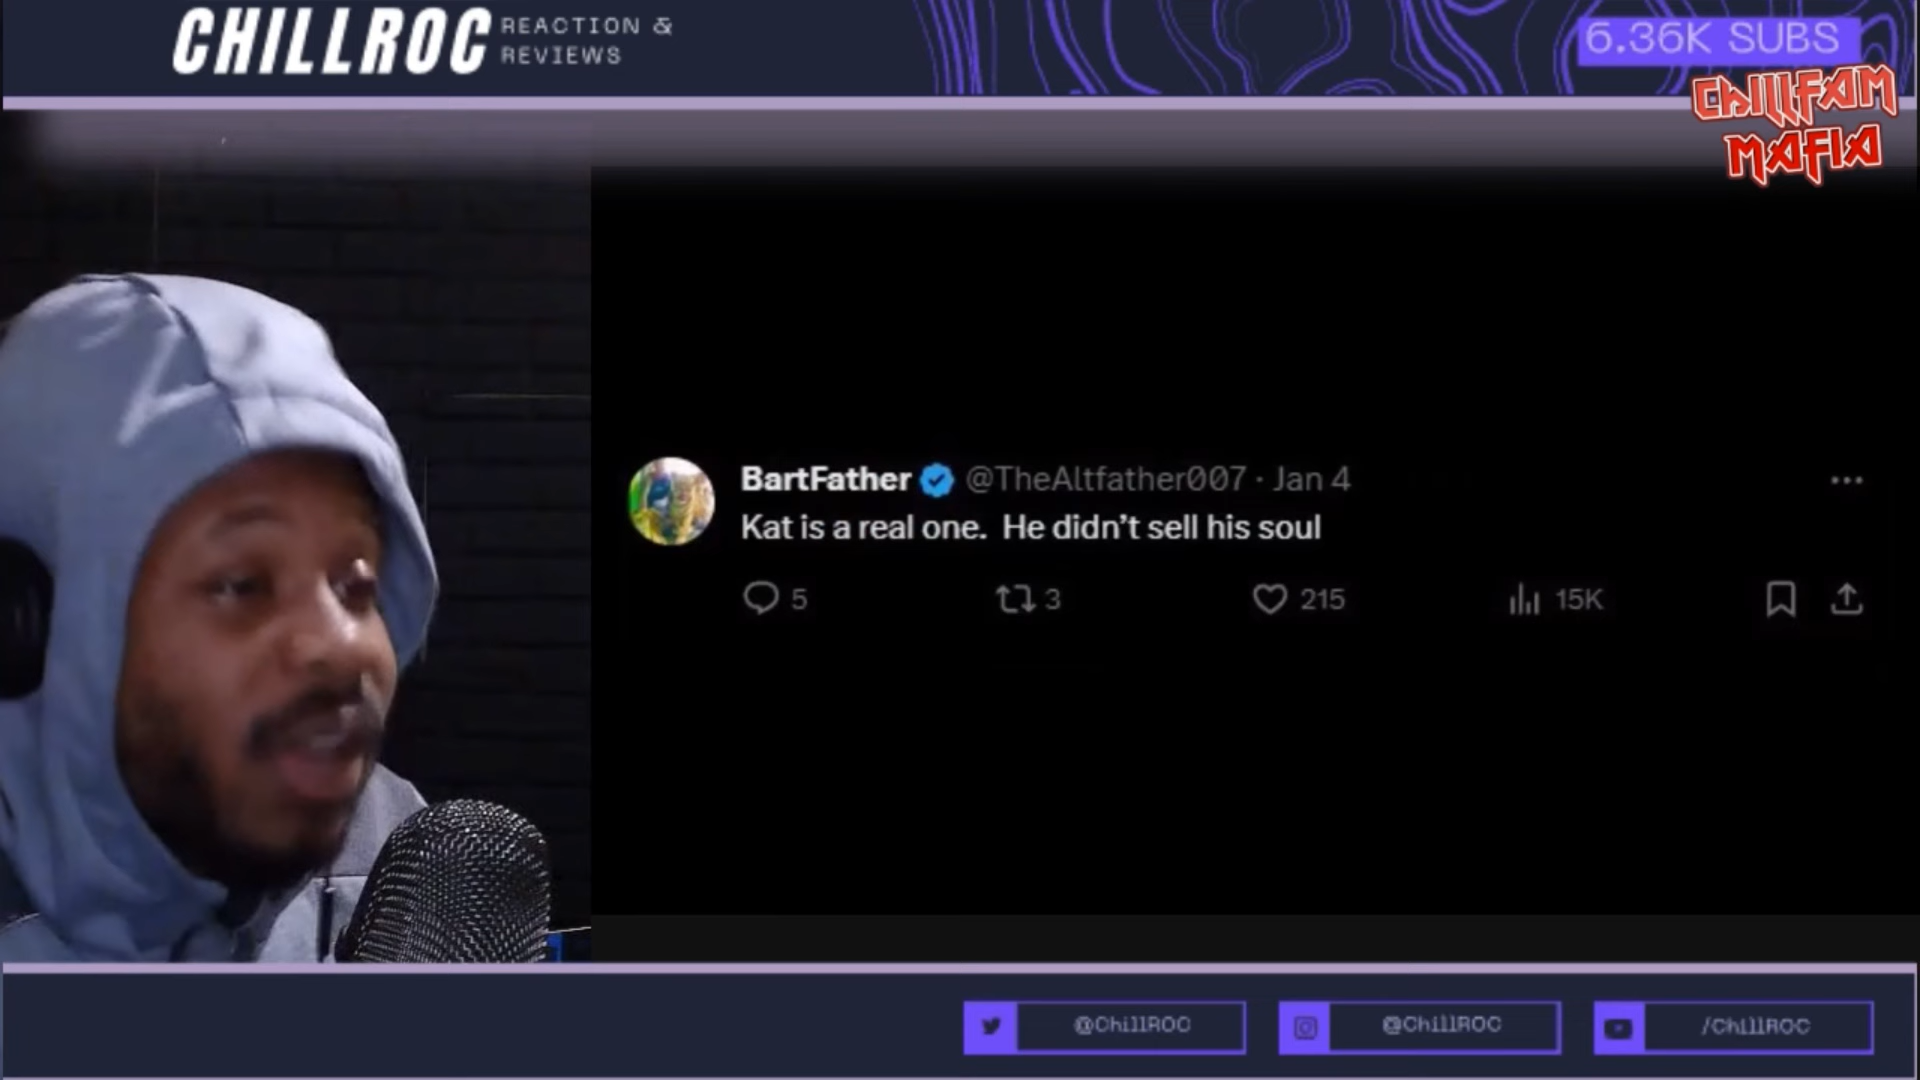 CHILLROC
REACTION &
REVIEWS
6.36K SUBS
ChillFAM
MAFIA
BartFather @TheAltfather007 · Jan 4
Kat is a real one. He didn't sell his soul
5 3 215 15K
@ChillROC @ChillROC /ChillROC